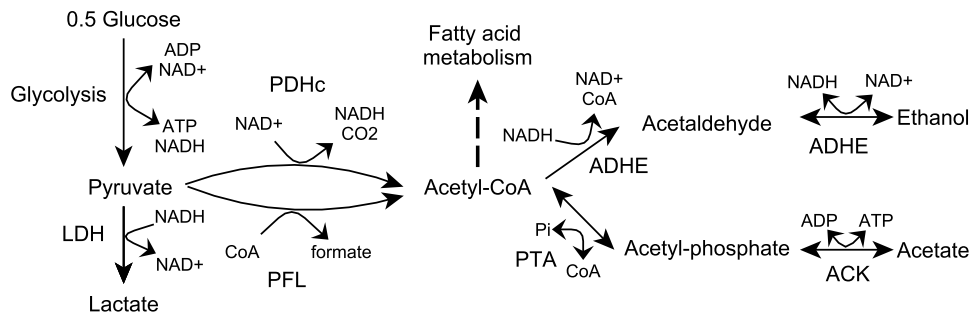 0.5 Glucose
ADP
NAD+
Glycolysis
ATP
NADH
Pyruvate
LDH
NADH
NAD+
Lactate
PDHc
NAD+
NADH
CO2
CoA
formate
PFL
Fatty acid
metabolism
Acetyl-CoA
NADH
NAD+
CoA
ADHE
Acetaldehyde
NADH
NAD+
ADHE
Ethanol
Pi
CoA
PTA
Acetyl-phosphate
ADP
ATP
ACK
Acetate